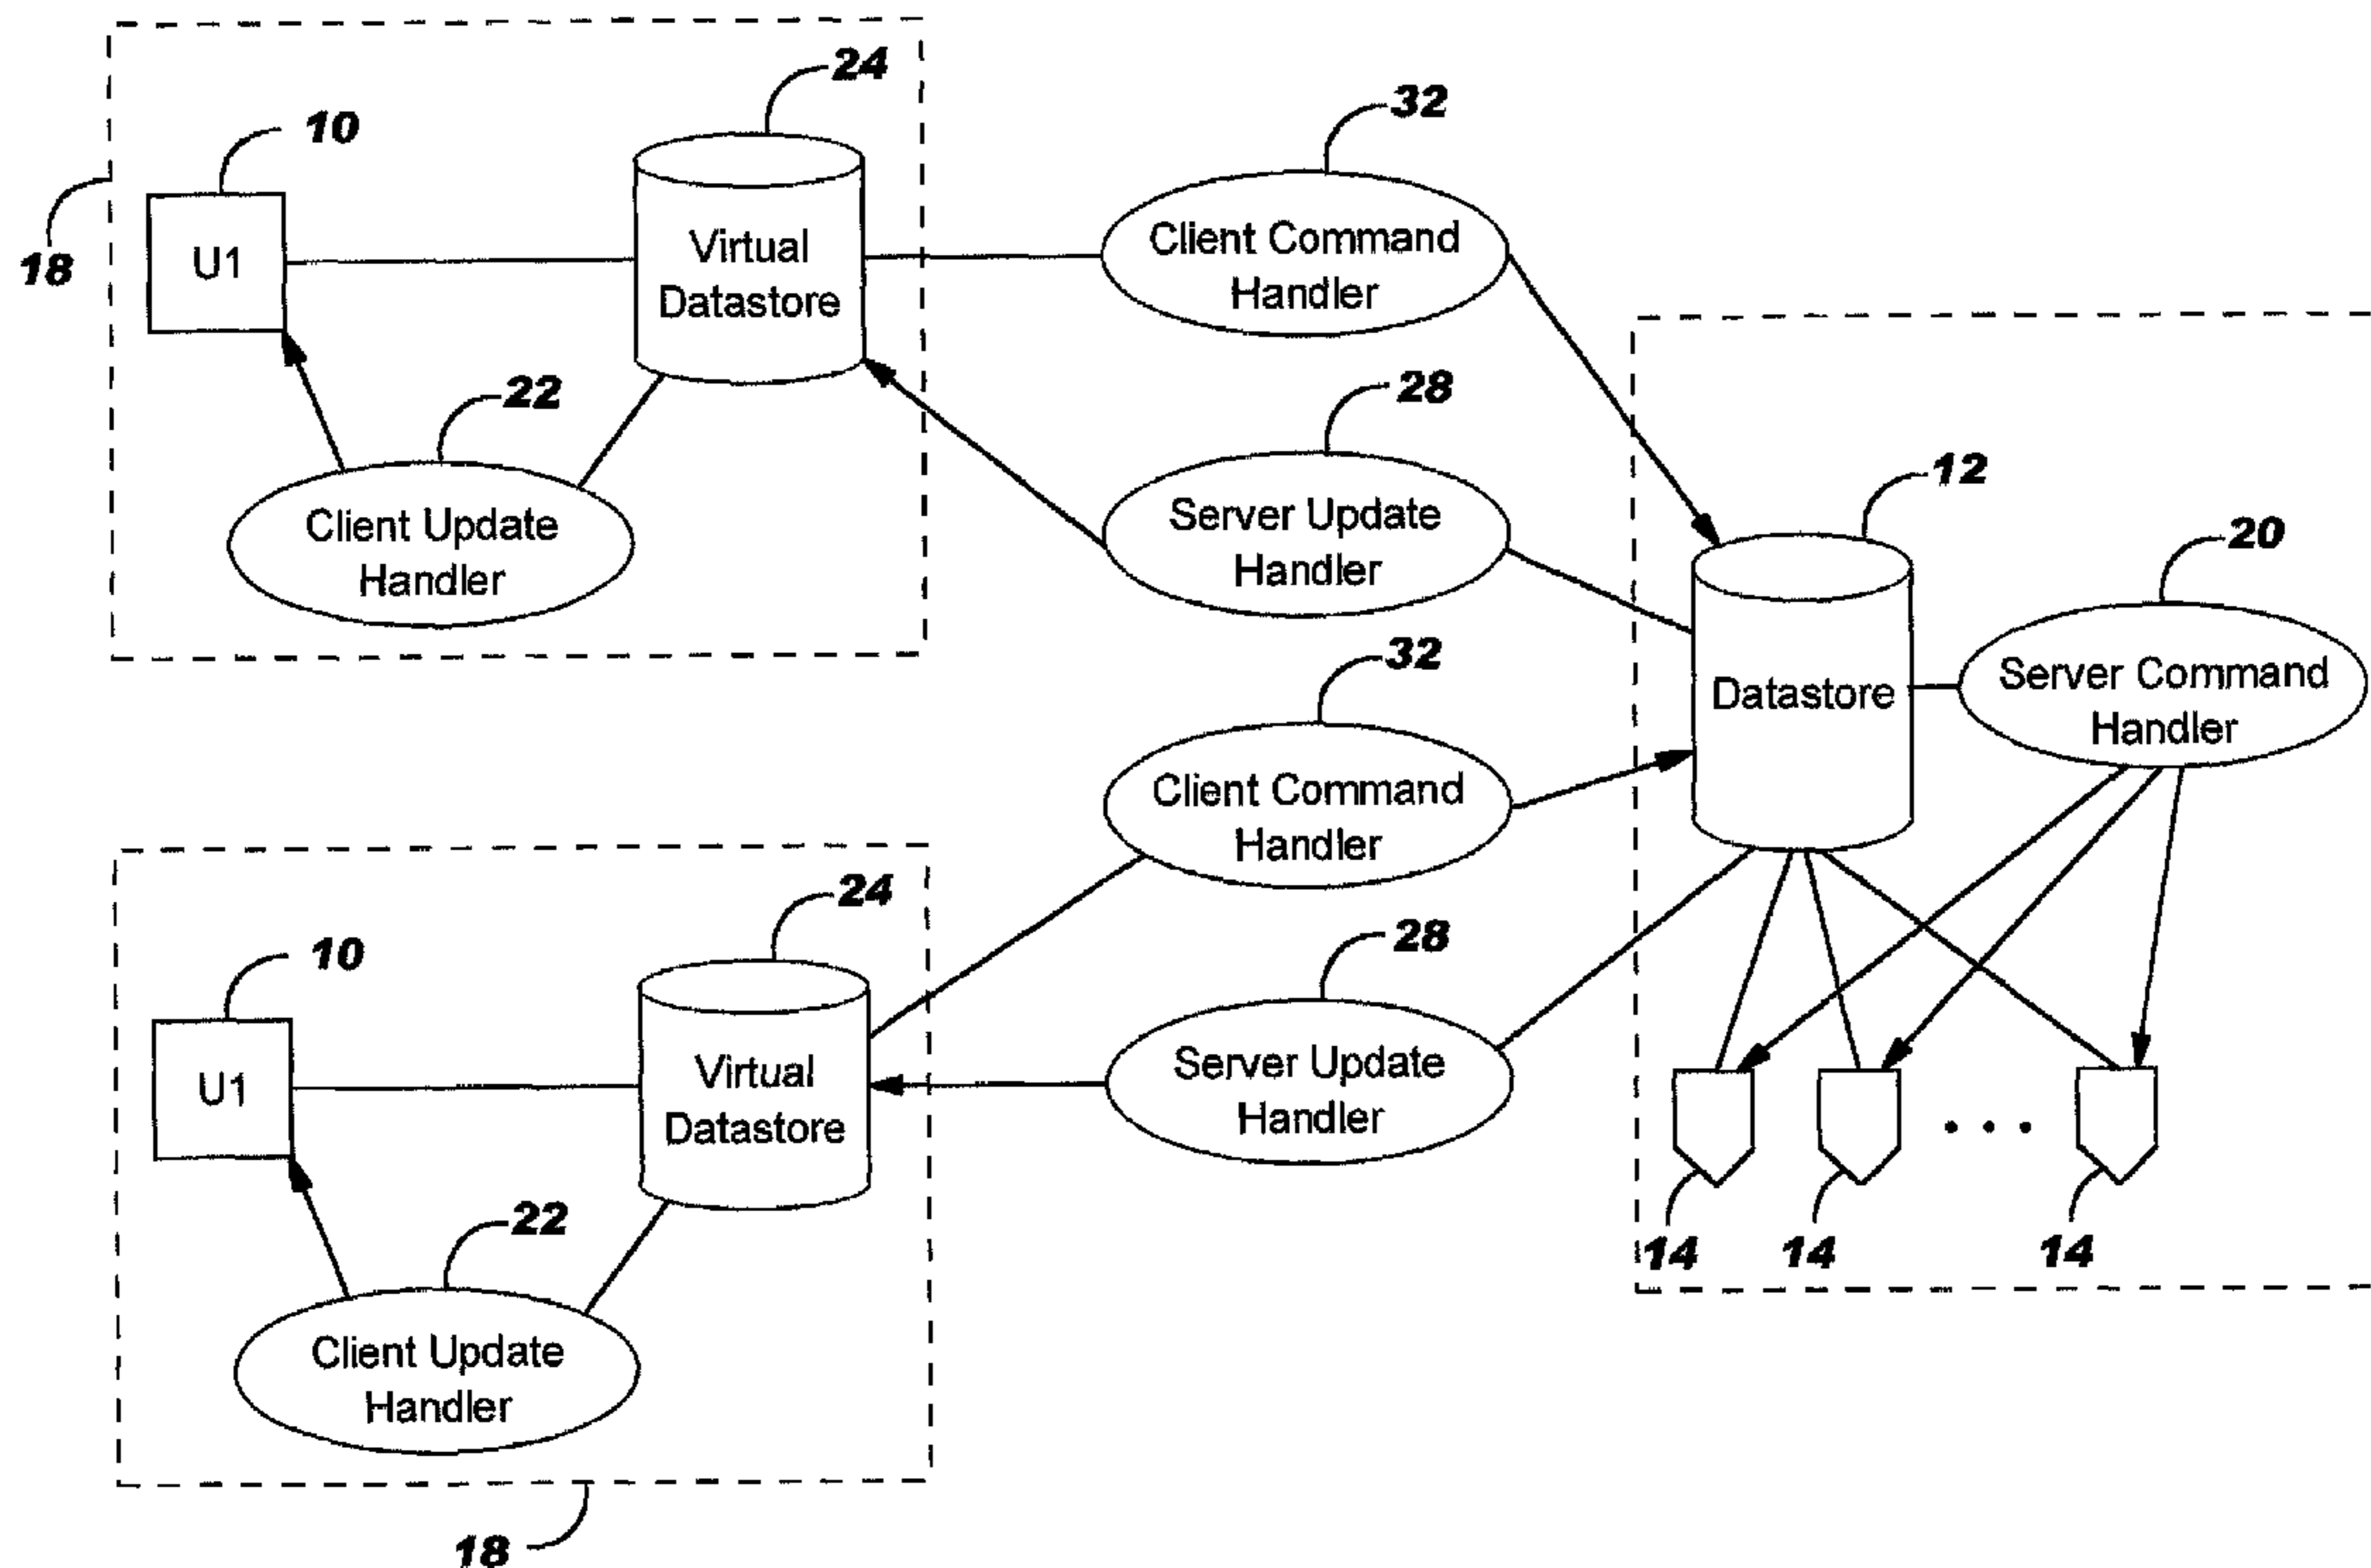 24
10
32
18
U1
Virtual
Datastore
Client Command
Handler
22
28
Client Update
Handler
Server Update
Handler
12
20
32
Datastore
Server Command
Handler
Client Command
Handler
24
10
28
U1
Virtual
Datastore
Server Update
Handler
22
14
14
14
Client Update
Handler
18